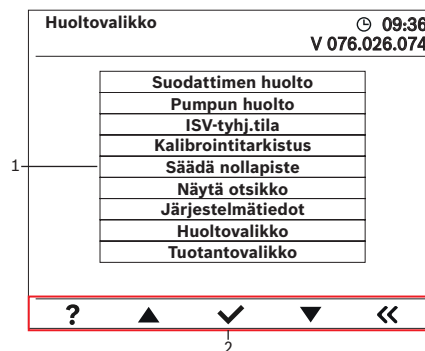 Huoltovalikko 09:36
V 076.026.074
Suodattimen huolto
Pumpun huolto
ISV-tyhj.tila
Kalibrointitarkistus
1
Säädä nollapiste
Näytä otsikko
Järjestelmätiedot
Huoltovalikko
Tuotantovalikko
?
2